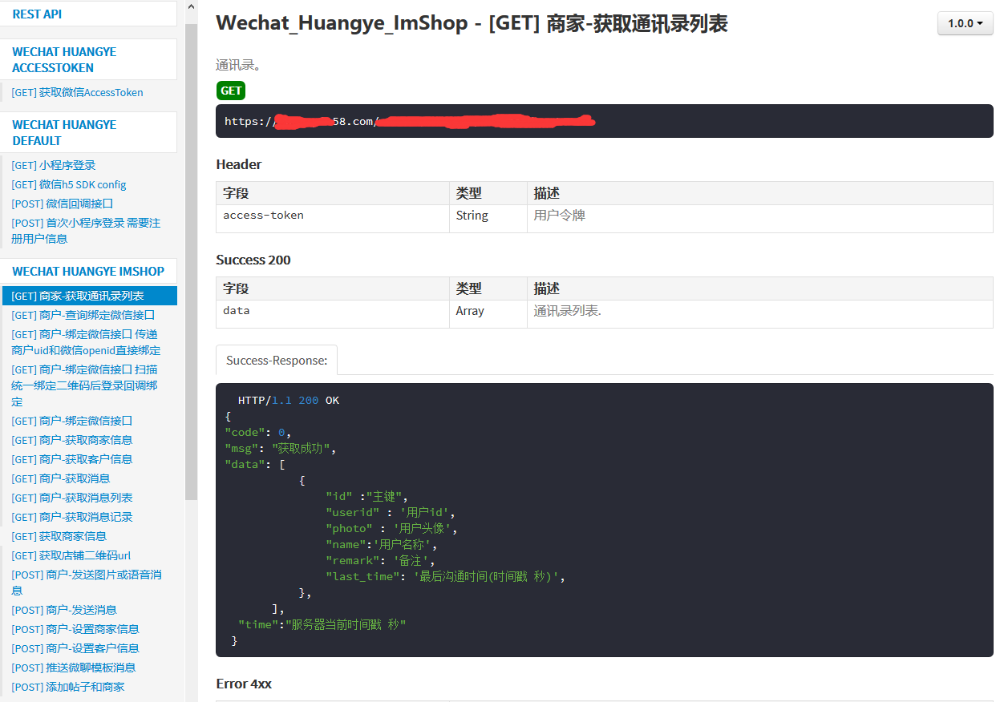 REST API
WECHAT HUANGYE
ACCESSTOKEN
[GET] 获取微信AccessToken
WECHAT HUANGYE
DEFAULT
[GET] 小程序登录
[GET] 微信h5 SDK config
[POST] 微信回调接口
[POST] 首次小程序登录 需要注
册用户信息
WECHAT HUANGYE IMSHOP
[GET] 商家-获取通讯录列表
[GET] 商户-查询绑定微信接口
[GET] 商户-绑定微信接口 传递
商户uid和微信openid直接绑定
[GET] 商户-绑定微信接口 扫描
统一绑定二维码后登录回调绑
定
[GET] 商户-绑定微信接口
[GET] 商户-获取商家信息
[GET] 商户-获取客户信息
[GET] 商户-获取消息
[GET] 商户-获取消息列表
[GET] 商户-获取消息记录
[GET] 获取商家信息
[GET] 获取店铺二维码url
[POST] 商户-发送图片或语音消
息
[POST] 商户-发送消息
[POST] 商户-设置商家信息
[POST] 商户-设置客户信息
[POST] 推送微聊模板消息
[POST] 添加帖子和商家
Wechat_Huangye_ImShop - [GET] 商家-获取通讯录列表
1.0.0
通讯录。
GET
https://58.com/
Header
字段 类型 描述
access-token String 用户令牌
Success 200
字段 类型 描述
data Array 通讯录列表.
Success-Response:
HTTP/1.1 200 OK
{
"code": 0,
"msg": "获取成功",
"data": [
{
"id" :"主键",
"userid" : '用户id',
"photo" : '用户头像',
"name":'用户名称',
"remark": '备注',
"last_time": '最后沟通时间(时间戳 秒)',
},
],
"time":"服务器当前时间戳 秒"
}
Error 4xx